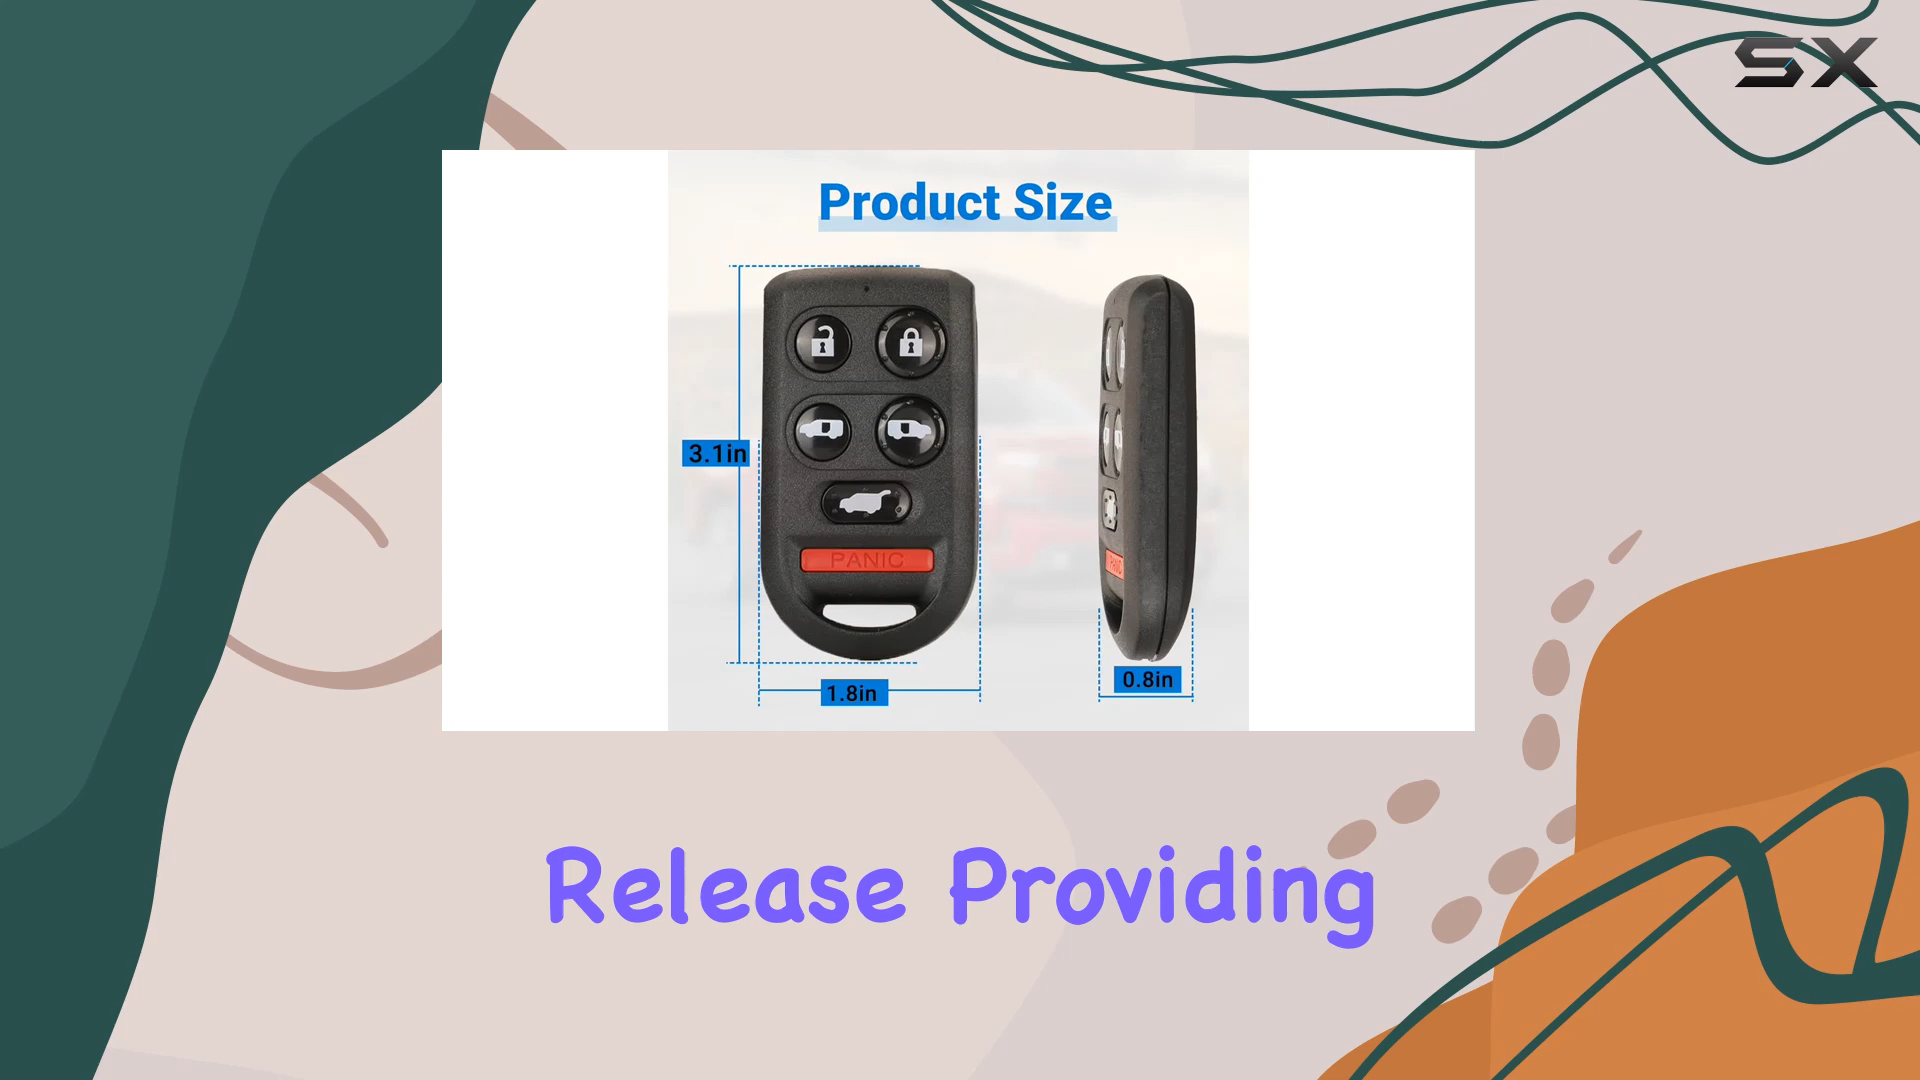 SX
Product Size
3.1in
PANIC
1.8in
0.8in
Release Providing